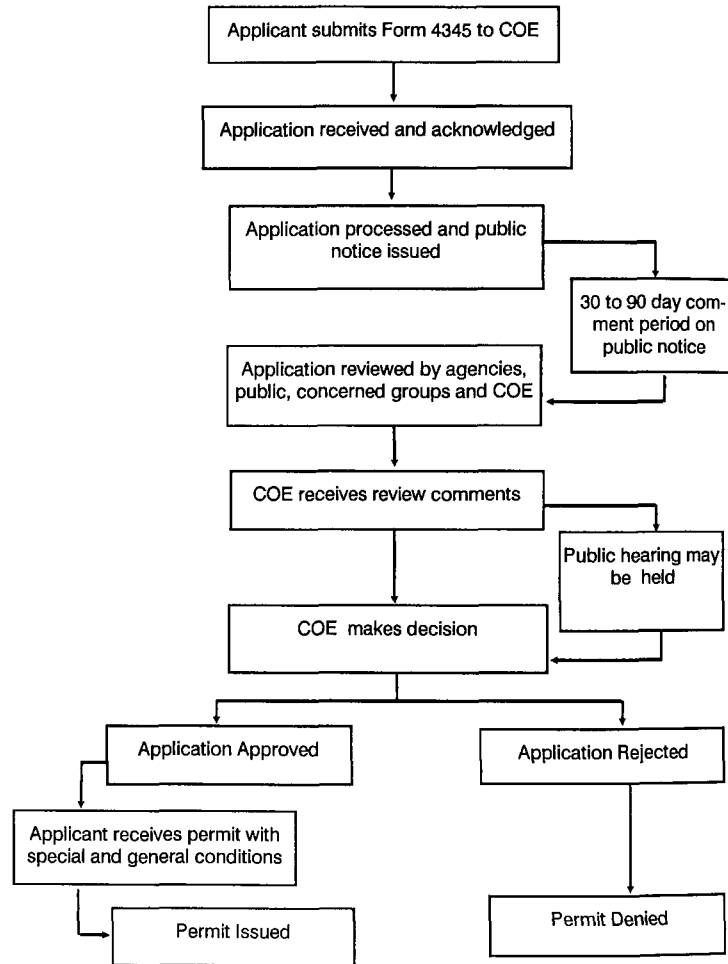 Applicant submits Form 4345 to COE
Application received and acknowledged
Application processed and public
notice issued
30 to 90 day com-
ment period on
public notice
Application reviewed by agencies,
public, concerned groups and COE
COE receives review comments
Public hearing may
be held
COE makes decision
Application Approved
Application Rejected
Applicant receives permit with
special and general conditions
Permit Issued
Permit Denied